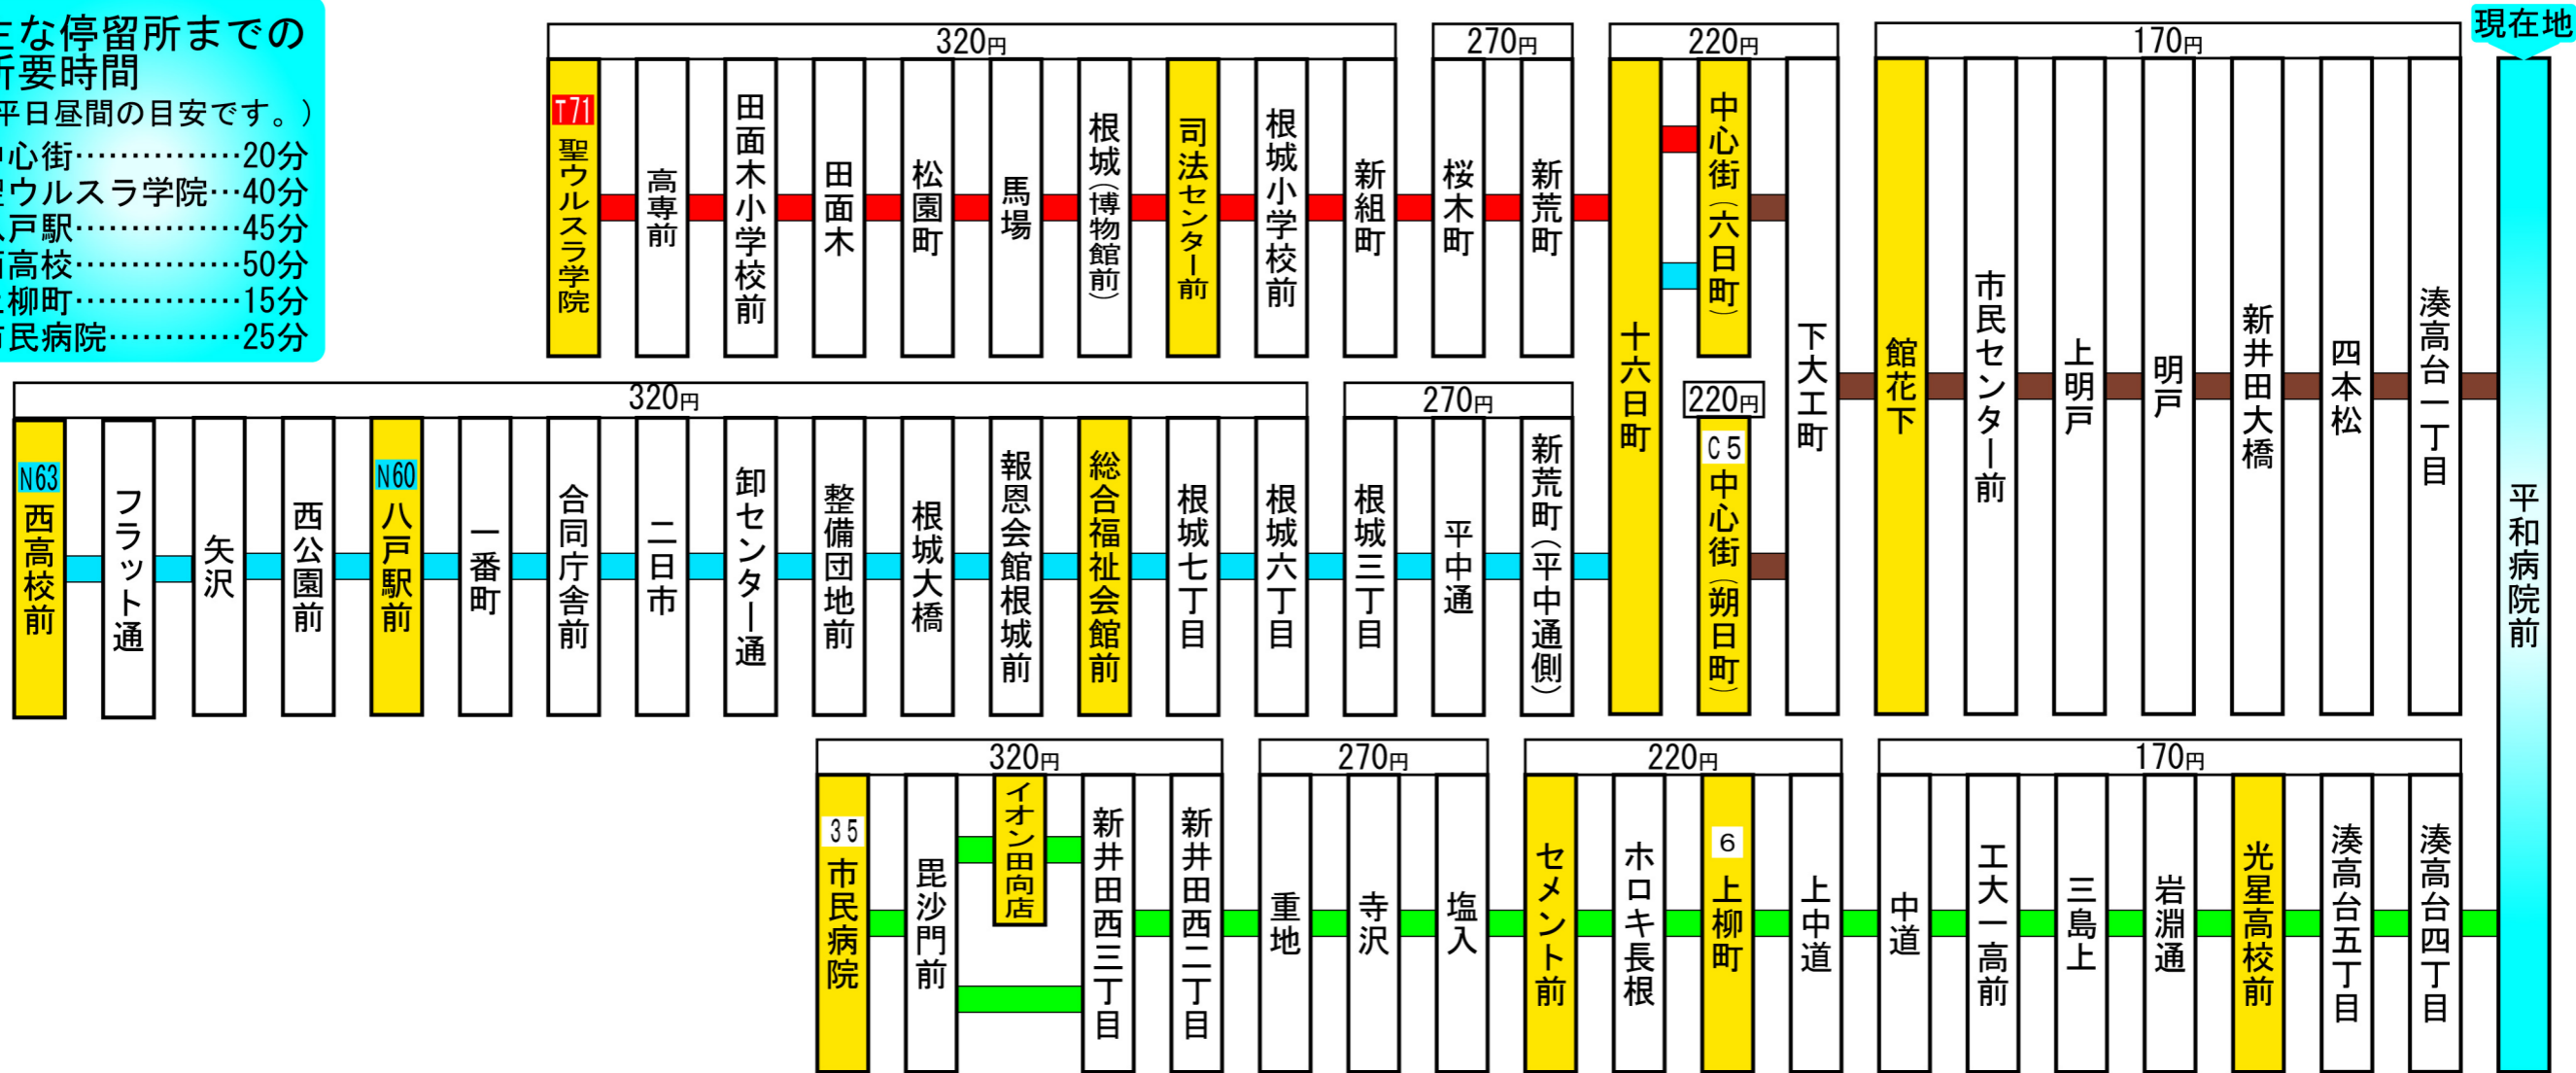 主な停留所までの
所要時間
平日昼間の目安です。)
中心街……………20分
聖ウルスラ学院…40分
八戸駅……………45分
西高校……………50分
上柳町……………15分
市民病院…………25分
320円
270円
220円
170円
現在地
T71
聖ウルスラ学院
高専前
田面木小学校前
田面木
松園町
馬場
根城(博物館前)
司法センター前
根城小学校前
新組町
桜木町
新荒町
十六日町
中心街(六日町)
下大工町
館花下
市民センター前
上明戸
明戸
新井田大橋
四本松
湊高台一丁目
平和病院前
320円
270円
220円
N63
西高校前
フラット通
矢沢
西公園前
N60
八戸駅前
一番町
合同庁舎前
二日市
卸センター通
整備団地前
根城大橋
報恩会館根城前
総合福祉会館前
根城七丁目
根城六丁目
根城三丁目
平中通
新荒町(平中通側)
C5
中心街(朔日町)
320円
270円
220円
170円
35
市民病院
毘沙門前
イオン田向店
新井田西三丁目
新井田西二丁目
重地
寺沢
塩入
セメント前
ホロキ長根
6
上柳町
上中道
中道
工大一高前
三島上
岩淵通
光星高校前
湊高台五丁目
湊高台四丁目